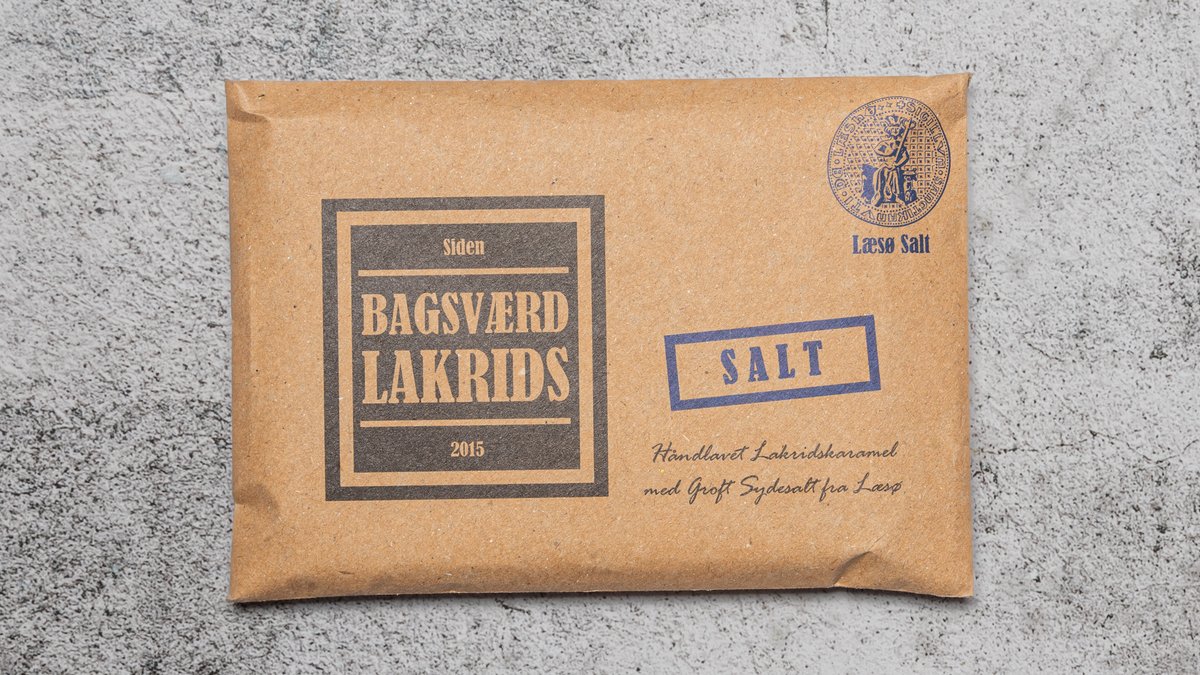 Siden
BAGSVÆRD
LAKRIDS
2015
Læsø Salt
SALT
Håndlavet Lakridskaramel
med Groft Sydesalt fra Læsø